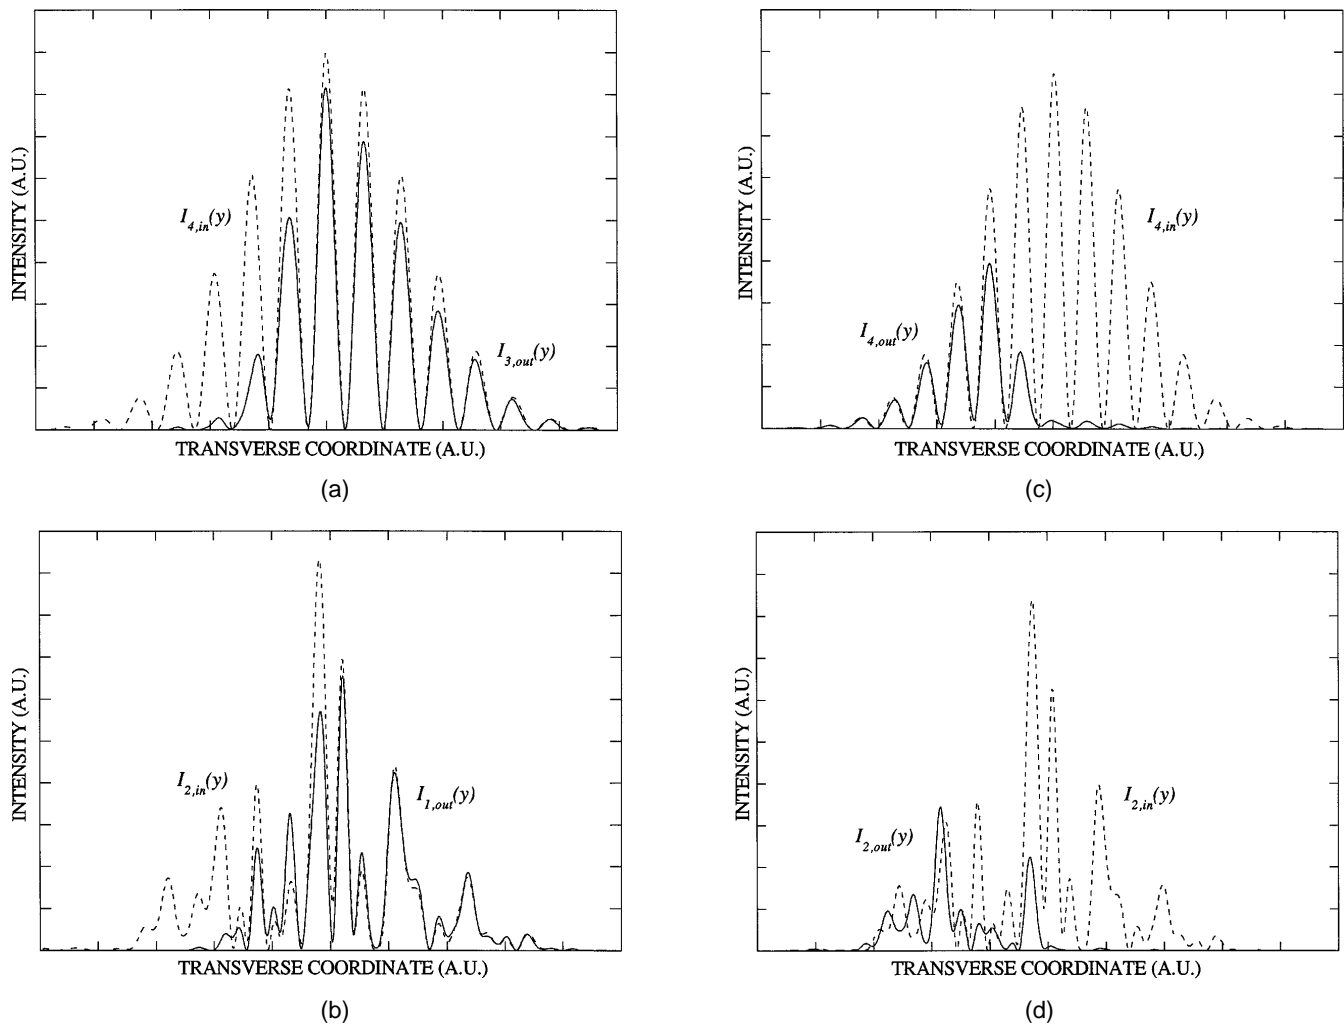 INTENSITY (A.U.)
I4,in(y)
I3,out(y)
TRANSVERSE COORDINATE (A.U.)
(a)
INTENSITY (A.U.)
I4,in(y)
I4,out(y)
TRANSVERSE COORDINATE (A.U.)
(c)
INTENSITY (A.U.)
I2,in(y)
I1,out(y)
TRANSVERSE COORDINATE (A.U.)
(b)
INTENSITY (A.U.)
I2,in(y)
I2,out(y)
TRANSVERSE COORDINATE (A.U.)
(d)